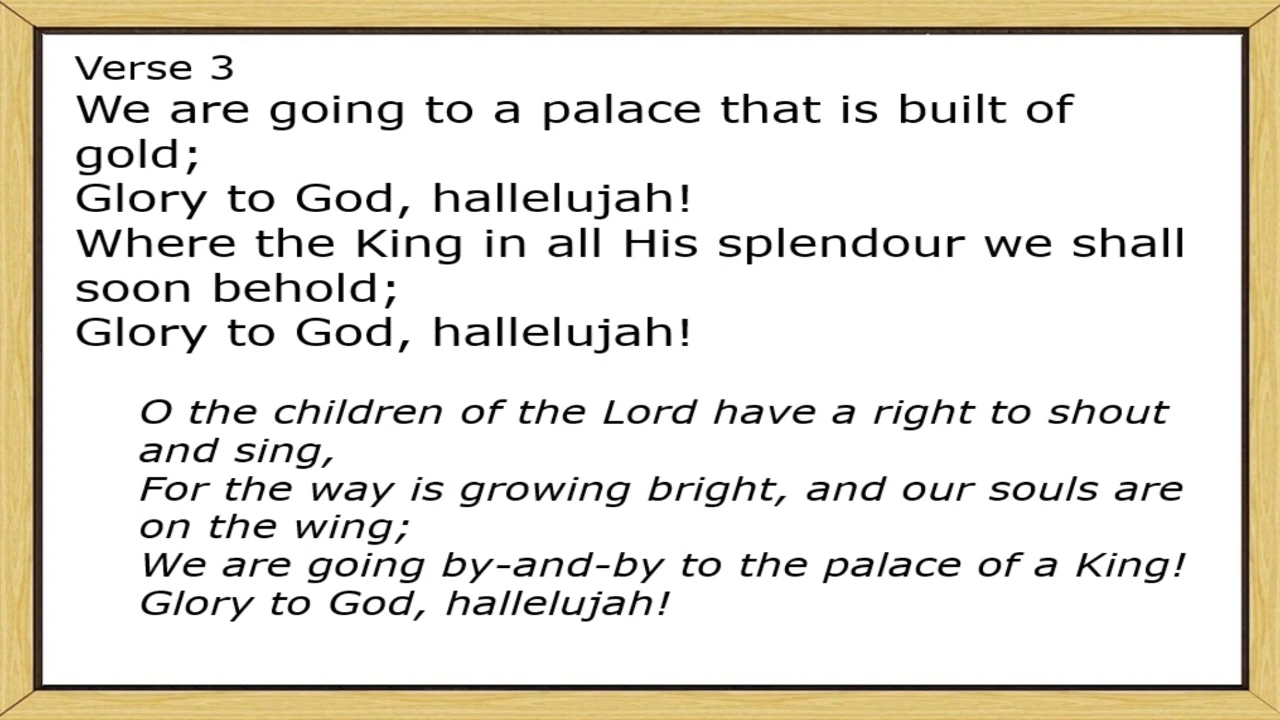 Verse 3
We are going to a palace that is built of
gold;
Glory to God, hallelujah!
Where the King in all His splendour we shall
soon behold;
Glory to God, hallelujah!
O the children of the Lord have a right to shout
and sing,
For the way is growing bright, and our souls are
on the wing;
We are going by-and-by to the palace of a King!
Glory to God, hallelujah!